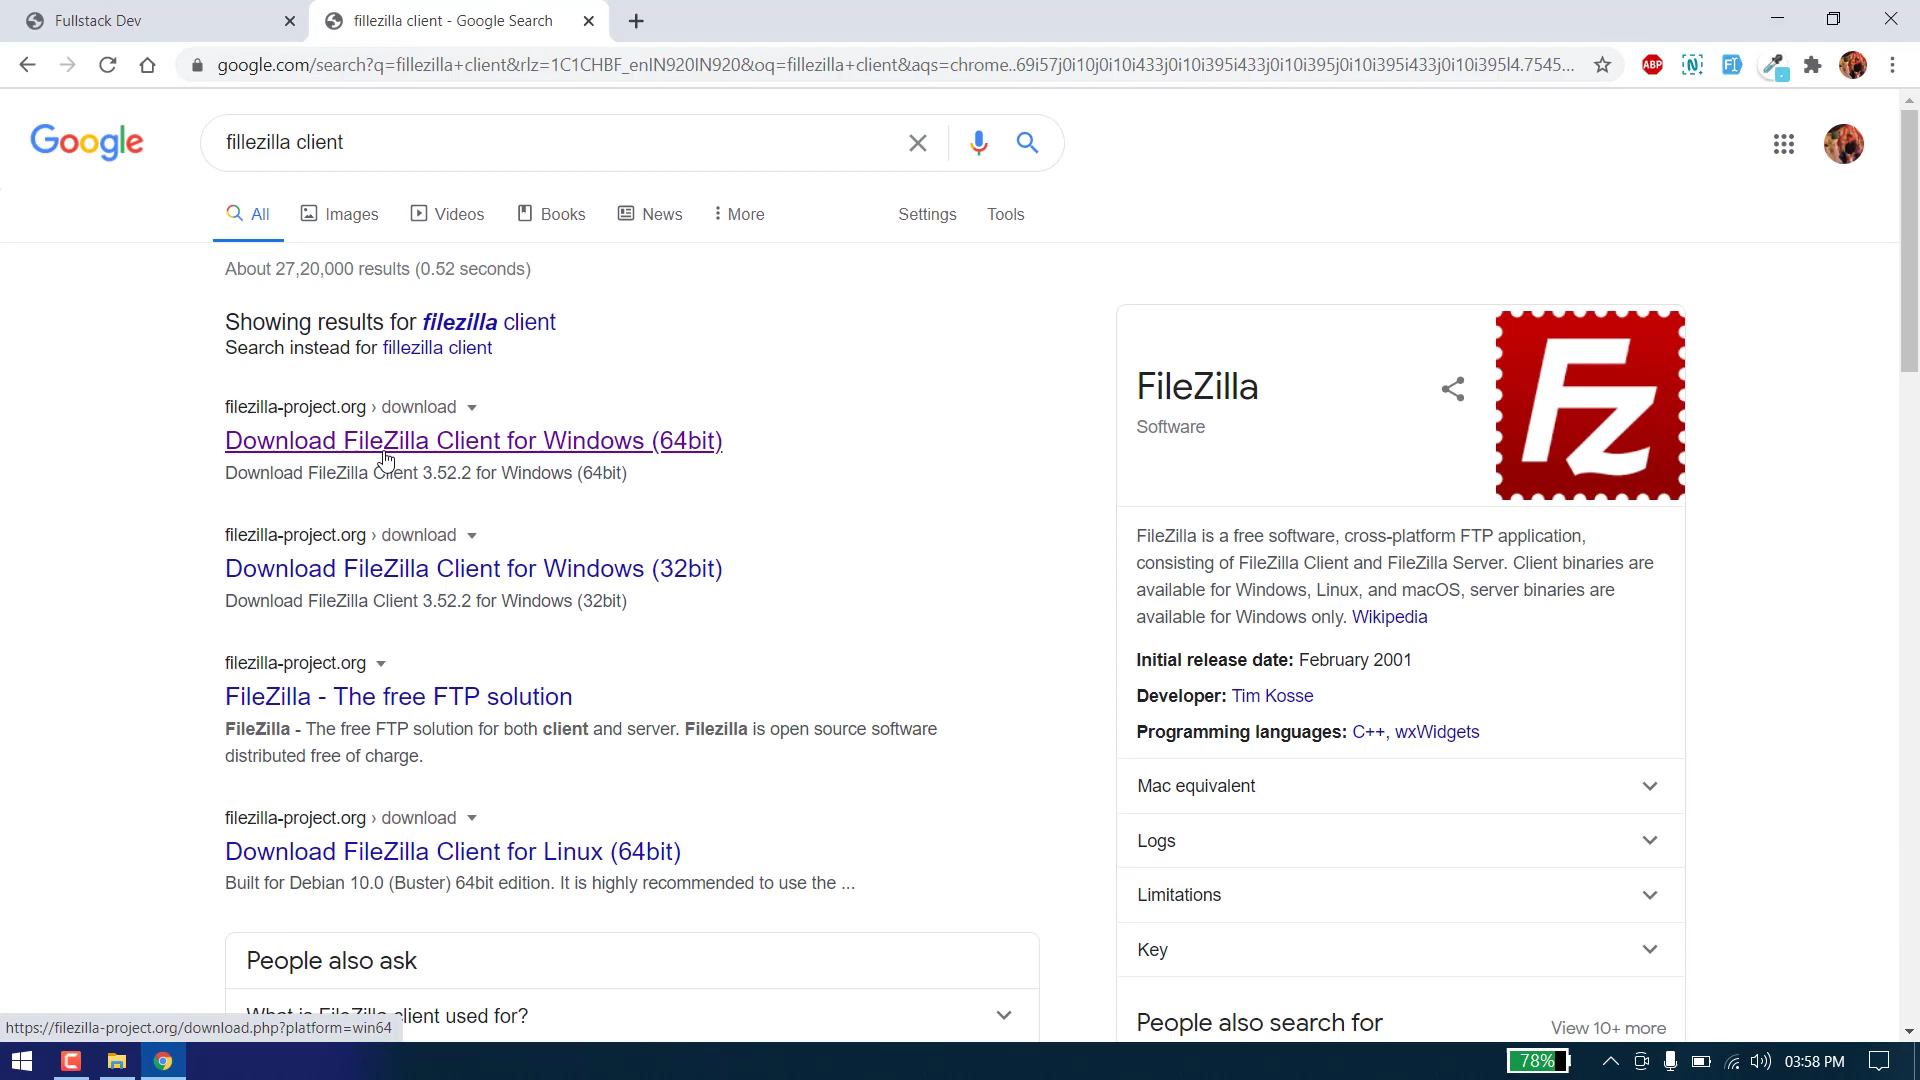 Fullstack Dev
fillezilla client - Google Search
google.com/search?q=fillezilla+client&rlz=1C1CHBF_enIN920IN920&oq=fillezilla+client&aqs=chrome..69i57j0i10j0i10i433j0i10i395i433j0i10i395j0i10i395i433j0i10i395l4.7545...
ABP
Google
fillezilla client
All
Images
Videos
Books
News
More
Settings
Tools
About 27,20,000 results (0.52 seconds)
Showing results for filezilla client
Search instead for fillezilla client
filezilla-project.org › download
Download FileZilla Client for Windows (64bit)
Download FileZilla Client 3.52.2 for Windows (64bit)
filezilla-project.org › download
Download FileZilla Client for Windows (32bit)
Download FileZilla Client 3.52.2 for Windows (32bit)
filezilla-project.org
FileZilla - The free FTP solution
FileZilla - The free FTP solution for both client and server. Filezilla is open source software
distributed free of charge.
filezilla-project.org › download
Download FileZilla Client for Linux (64bit)
Built for Debian 10.0 (Buster) 64bit edition. It is highly recommended to use the ...
People also ask
What is FileZilla client used for?
FileZilla
Software
Fz
FileZilla is a free software, cross-platform FTP application,
consisting of FileZilla Client and FileZilla Server. Client binaries are
available for Windows, Linux, and macOS, server binaries are
available for Windows only. Wikipedia
Initial release date: February 2001
Developer: Tim Kosse
Programming languages: C++, wxWidgets
Mac equivalent
Logs
Limitations
Key
People also search for
View 10+ more
https://filezilla-project.org/download.php?platform=win64
78%
03:58 PM